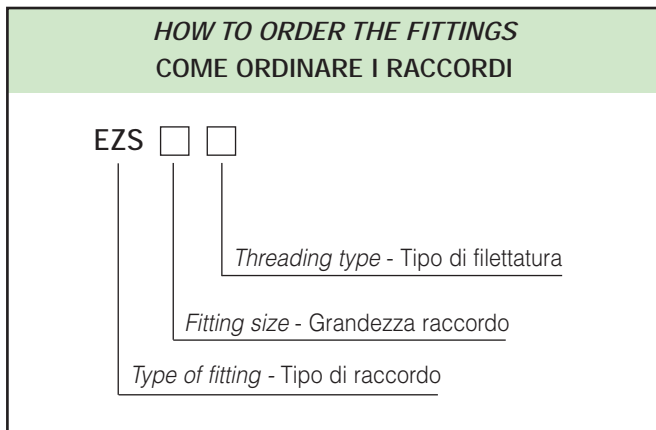 HOW TO ORDER THE FITTINGS
COME ORDINARE I RACCORDI
EZS
Threading type - Tipo di filettatura
Fitting size - Grandezza raccordo
Type of fitting - Tipo di raccordo